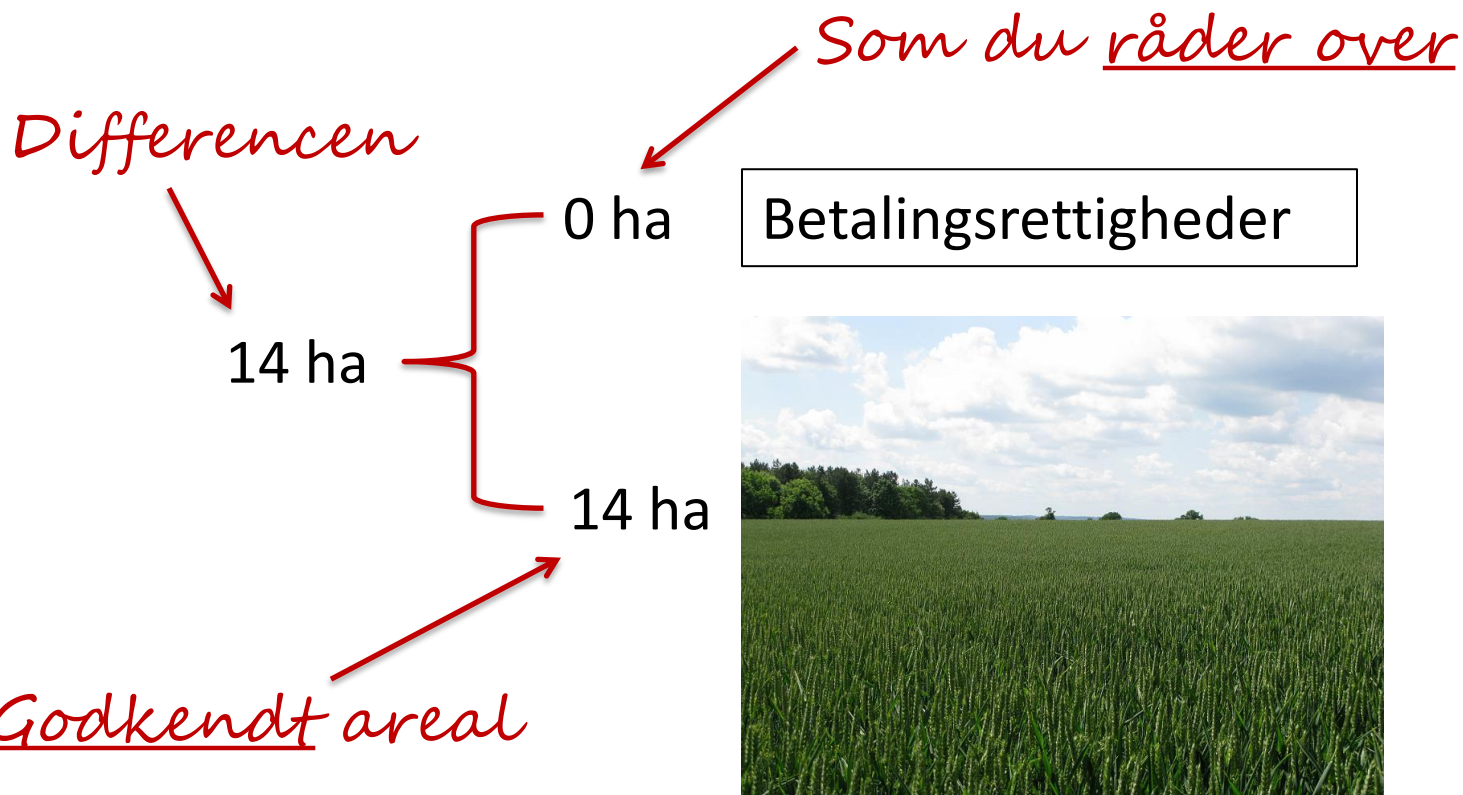 Som du råder over
Differencen
0 ha
Betalingsrettigheder
14 ha
14 ha
Godkendt areal